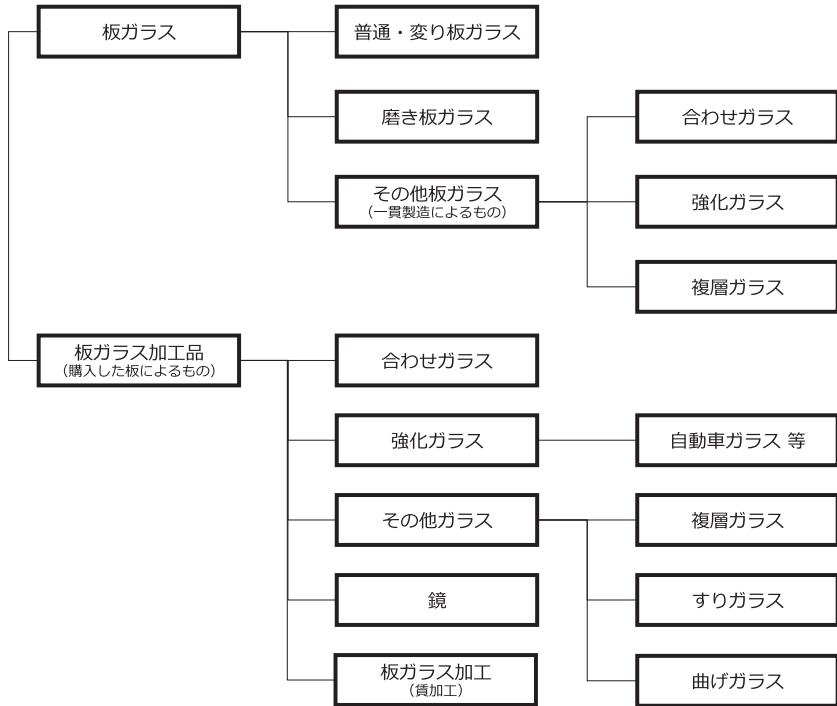 板ガラス
普通・変り板ガラス
磨き板ガラス
合わせガラス
その他板ガラス
（一貫製造によるもの）
強化ガラス
複層ガラス
板ガラス加工品
（購入した板によるもの）
合わせガラス
強化ガラス
自動車ガラス 等
その他ガラス
複層ガラス
鏡
すりガラス
板ガラス加工
（賃加工）
曲げガラス